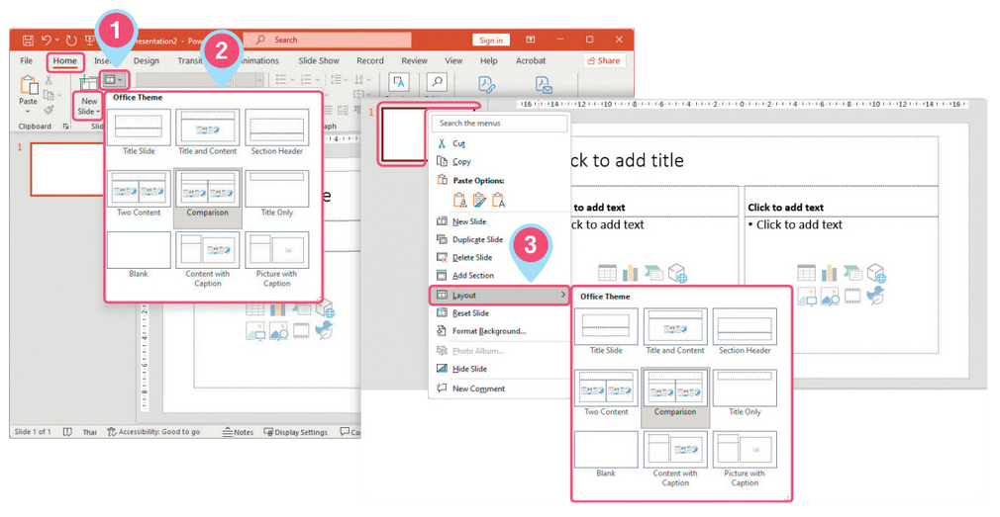 1
2
Presentation2 -
Search
Sign in
File
Home
Design
Animations
Slide Show
Record
Review
View
Help
Acrobat
Share
Paste
New
Slide
Clipboard
Office Theme
Title Slide
Title and Content
Section Header
Two Content
Comparison
Title Only
Blank
Content with
Caption
Picture with
Caption
1
Slide 1 of 1
Thai
Accessibility: Good to go
Notes
Display Settings
1
Search the menus
Cut
Copy
Paste Options:
New Slide
Duplicate Slide
Delete Slide
Add Section
Layout
Reset Slide
Format Background...
Photo Album...
Hide Slide
New Comment
3
ck to add title
to add text
ck to add text
Click to add text
• Click to add text
Office Theme
Title Slide
Title and Content
Section Header
Two Content
Comparison
Title Only
Blank
Content with
Caption
Picture with
Caption